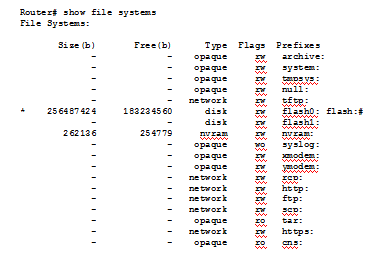 Router# show file systems
File Systems:
Size(b) Free(b) Type Flags Prefixes
- - opaque rw archive:
- - opaque rw system:
- - opaque rw tmpsys:
- - opaque rw null:
- - network rw tftp:
* 256487424 183234560 disk rw flash0: flash:#
- - disk rw flash1:
262136 254779 nvram rw nvram:
- - opaque wo syslog:
- - opaque rw xmodem:
- - opaque rw ymodem:
- - network rw rcp:
- - network rw http:
- - network rw ftp:
- - network rw scp:
- - opaque ro tar:
- - network rw https:
- - opaque ro cns: